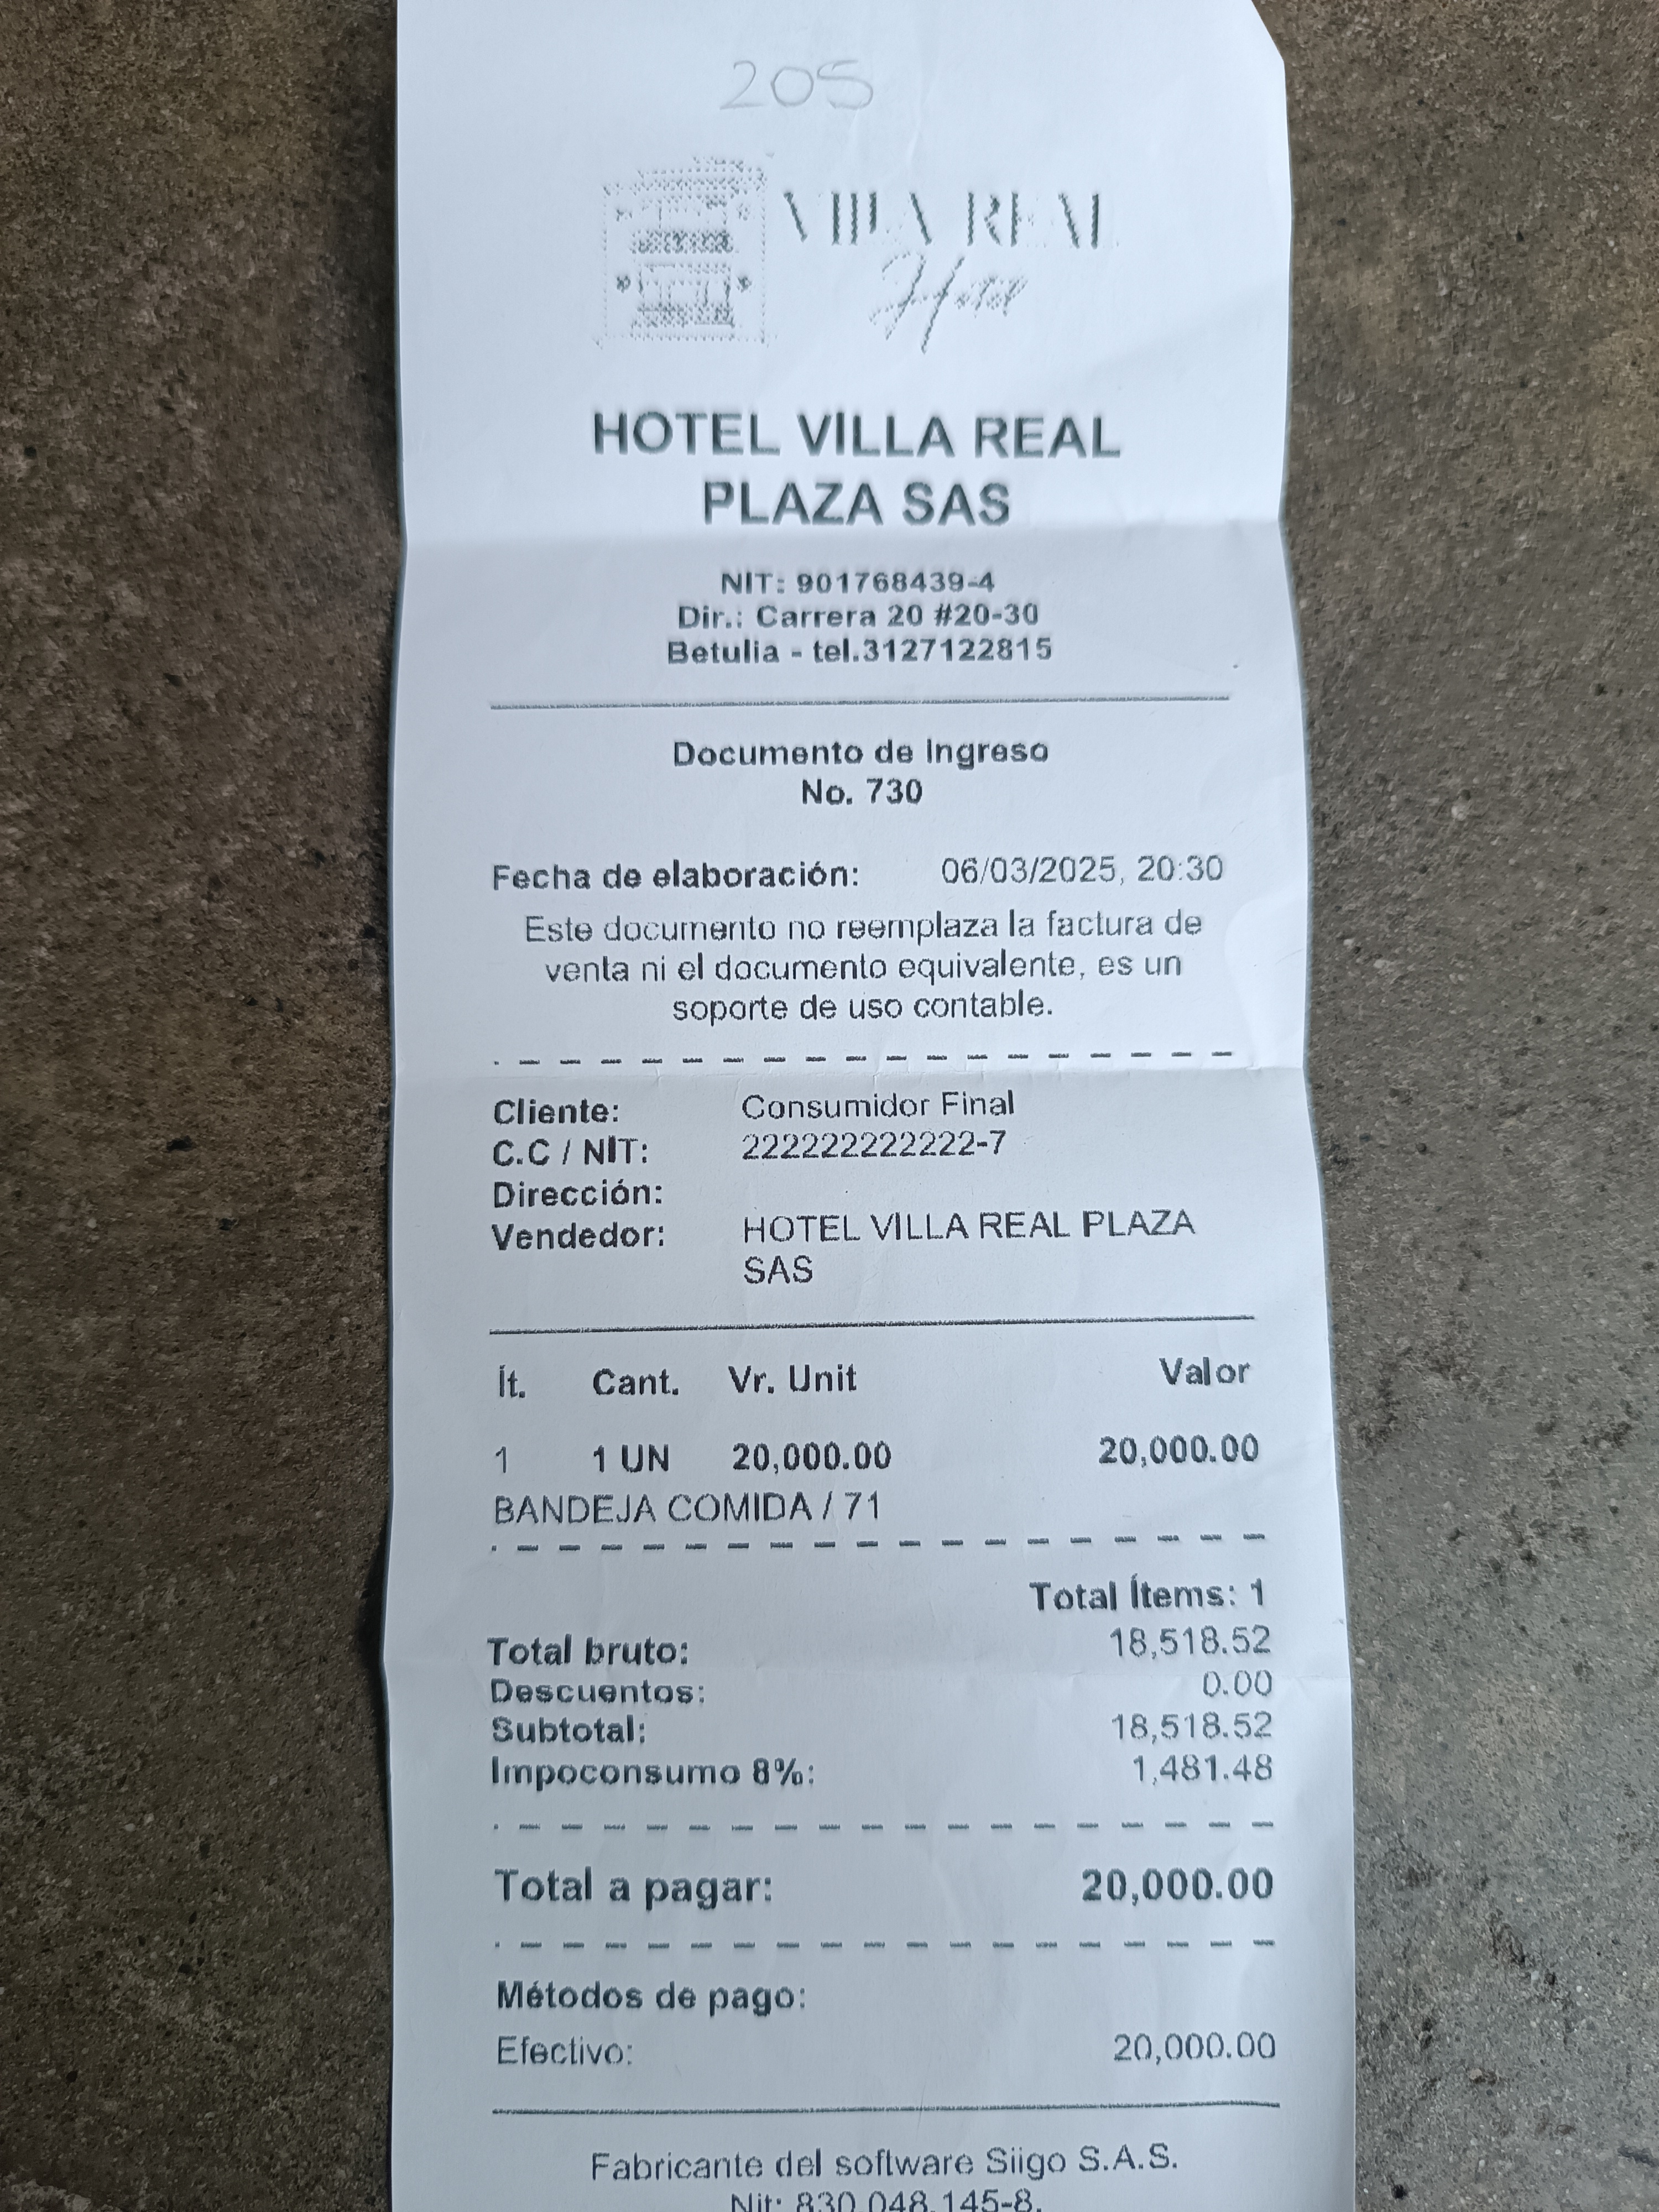 205
VILLA REAL
Hotel
HOTEL VILLA REAL
PLAZA SAS
NIT: 901768439-4
Dir.: Carrera 20 #20-30
Betulia - tel.3127122815
Documento de Ingreso
No. 730
Fecha de elaboración: 06/03/2025, 20:30
Este documento no reemplaza la factura de
venta ni el documento equivalente, es un
soporte de uso contable.
Cliente: Consumidor Final
C.C / NIT: 222222222222-7
Dirección:
Vendedor: HOTEL VILLA REAL PLAZA
SAS
Ít. Cant. Vr. Unit Valor
1 1 UN 20,000.00 20,000.00
BANDEJA COMIDA / 71
Total Ítems: 1
Total bruto: 18,518.52
Descuentos: 0.00
Subtotal: 18,518.52
Impoconsumo 8%: 1,481.48
Total a pagar: 20,000.00
Métodos de pago:
Efectivo: 20,000.00
Fabricante del software Siigo S.A.S.
Nit: 830.048.145-8.